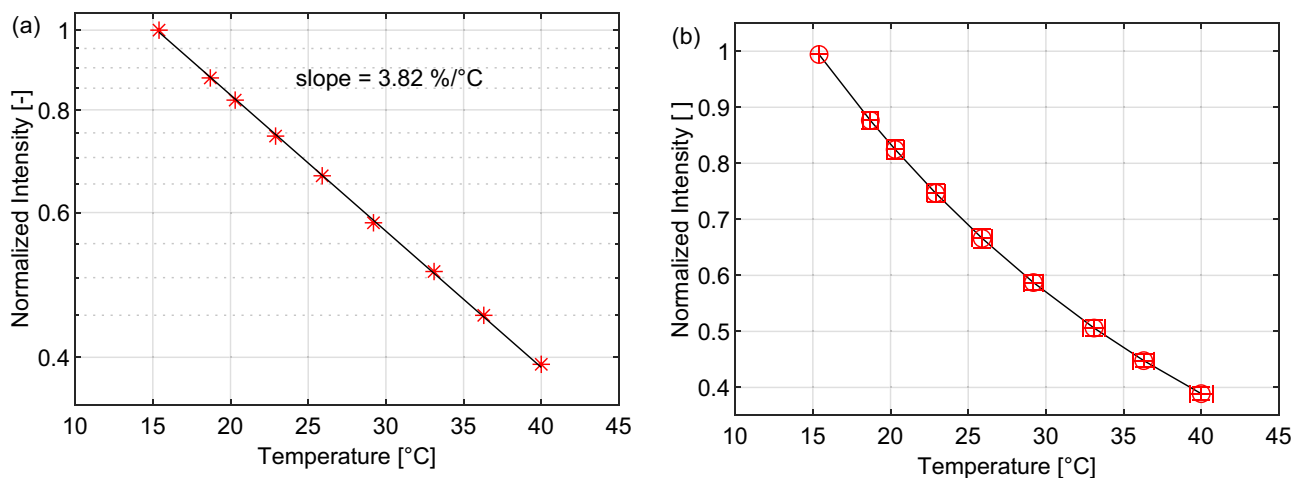 (a)
1
0.8
0.6
0.4
Normalized Intensity [-]
slope = 3.82 %/°C
10 15 20 25 30 35 40 45
Temperature [°C]
(b)
1
0.9
0.8
0.7
0.6
0.5
0.4
Normalized Intensity [ ]
10 15 20 25 30 35 40 45
Temperature [°C]